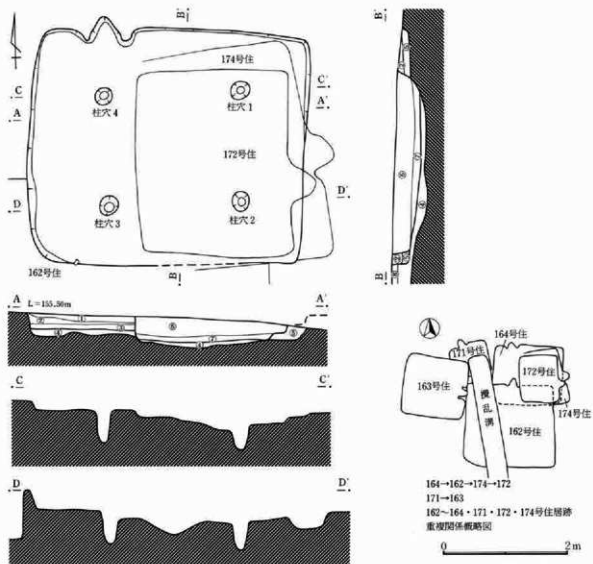 B'
174号住
C
A
柱穴4
柱穴1
C'
A'
172号住
D
柱穴3
柱穴2
D'
162号住
B
B'
B
A L=155.56m A'
⑥
⑤
C C'
D D'
171号住
164号住
163号住
172号住
攪乱溝
174号住
162号住
164→162→174→172
171→163
162~164・171・172・174号住居跡
重複関係概略図
0 2m